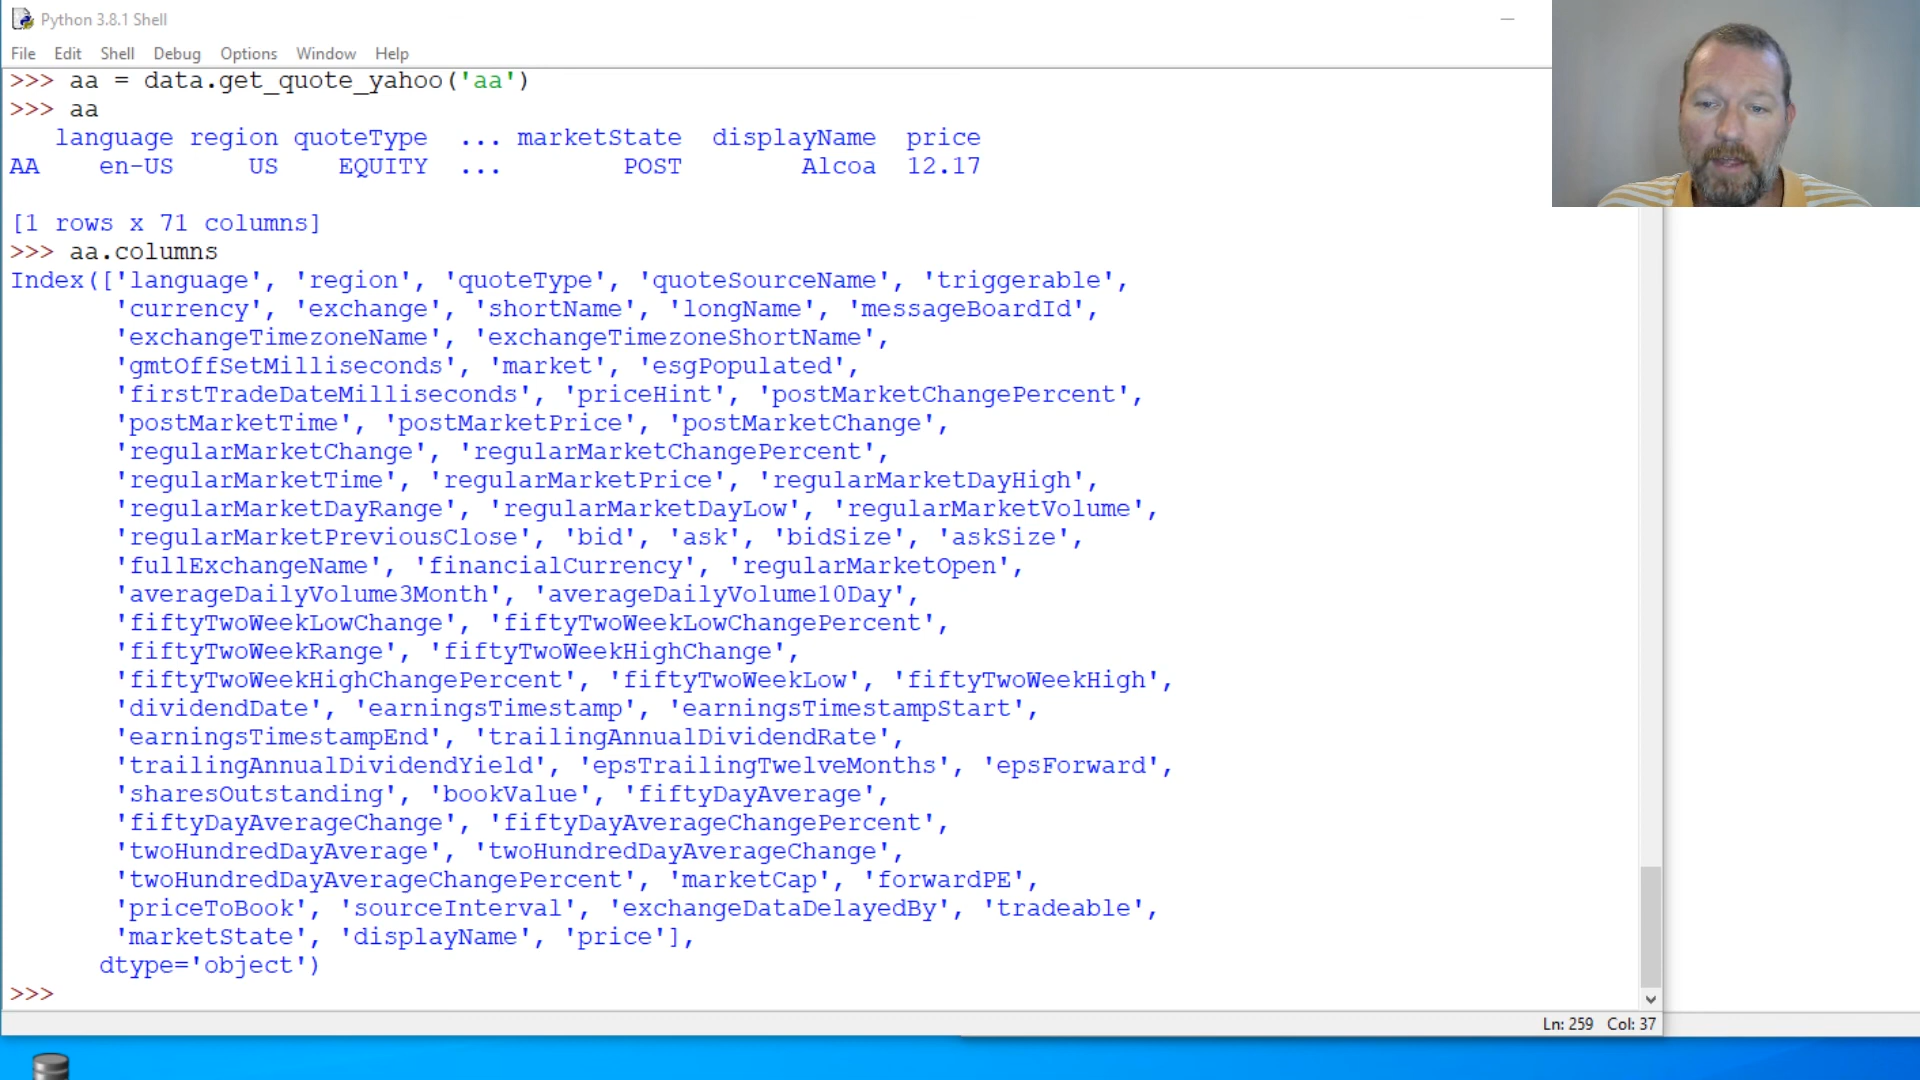 Python 3.8.1 Shell
File Edit Shell Debug Options Window Help
>>> aa = data.get_quote_yahoo('aa')
>>> aa
language region quoteType ... marketState displayName price
AA en-US US EQUITY ... POST Alcoa 12.17
[1 rows x 71 columns]
>>> aa.columns
Index(['language', 'region', 'quoteType', 'quoteSourceName', 'triggerable',
'currency', 'exchange', 'shortName', 'longName', 'messageBoardId',
'exchangeTimezoneName', 'exchangeTimezoneShortName',
'gmtOffSetMilliseconds', 'market', 'esgPopulated',
'firstTradeDateMilliseconds', 'priceHint', 'postMarketChangePercent',
'postMarketTime', 'postMarketPrice', 'postMarketChange',
'regularMarketChange', 'regularMarketChangePercent',
'regularMarketTime', 'regularMarketPrice', 'regularMarketDayHigh',
'regularMarketDayRange', 'regularMarketDayLow', 'regularMarketVolume',
'regularMarketPreviousClose', 'bid', 'ask', 'bidSize', 'askSize',
'fullExchangeName', 'financialCurrency', 'regularMarketOpen',
'averageDailyVolume3Month', 'averageDailyVolume10Day',
'fiftyTwoWeekLowChange', 'fiftyTwoWeekLowChangePercent',
'fiftyTwoWeekRange', 'fiftyTwoWeekHighChange',
'fiftyTwoWeekHighChangePercent', 'fiftyTwoWeekLow', 'fiftyTwoWeekHigh',
'dividendDate', 'earningsTimestamp', 'earningsTimestampStart',
'earningsTimestampEnd', 'trailingAnnualDividendRate',
'trailingAnnualDividendYield', 'epsTrailingTwelveMonths', 'epsForward',
'sharesOutstanding', 'bookValue', 'fiftyDayAverage',
'fiftyDayAverageChange', 'fiftyDayAverageChangePercent',
'twoHundredDayAverage', 'twoHundredDayAverageChange',
'twoHundredDayAverageChangePercent', 'marketCap', 'forwardPE',
'priceToBook', 'sourceInterval', 'exchangeDataDelayedBy', 'tradeable',
'marketState', 'displayName', 'price'],
dtype='object')
>>>
Ln: 259 Col: 37